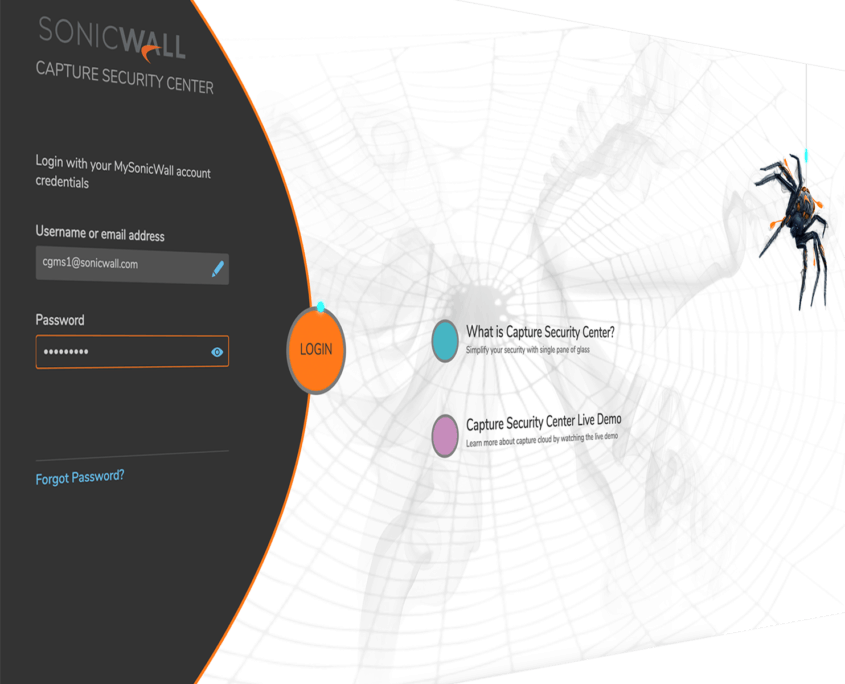 SONICWALL
CAPTURE SECURITY CENTER
Login with your MySonicWall account
credentials
Username or email address
cgms1@sonicwall.com
Password
•••••••••
Forgot Password?
LOGIN
What is Capture Security Center?
Simplify your security with single pane of glass
Capture Security Center Live Demo
Learn more about capture cloud by watching the live demo